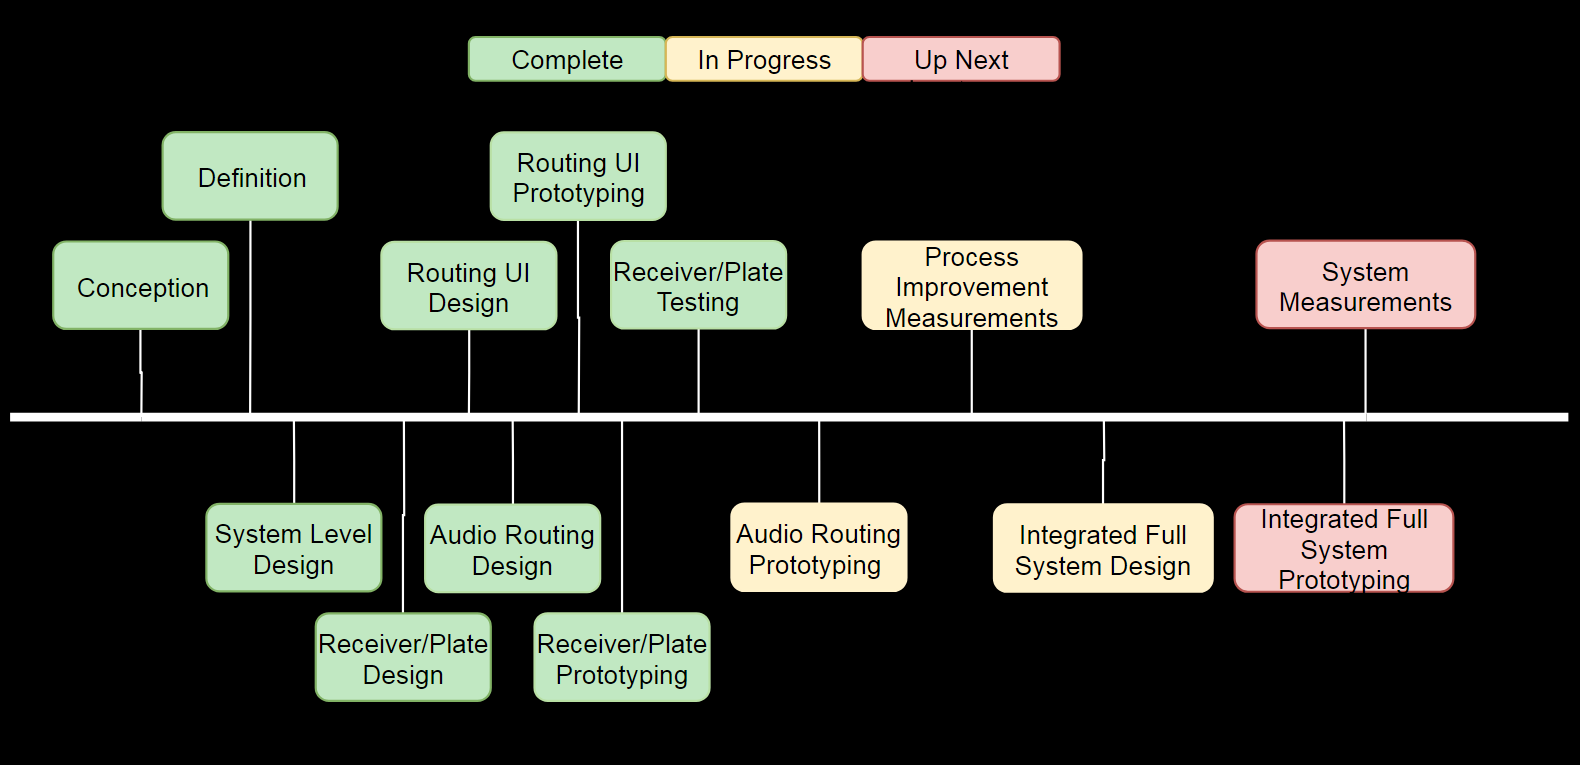 Complete
In Progress
Up Next
Definition
Routing UI
Prototyping
Conception
Routing UI
Design
Receiver/Plate
Testing
Process
Improvement
Measurements
System
Measurements
System Level
Design
Audio Routing
Design
Audio Routing
Prototyping
Integrated Full
System Design
Integrated Full
System
Prototyping
Receiver/Plate
Design
Receiver/Plate
Prototyping